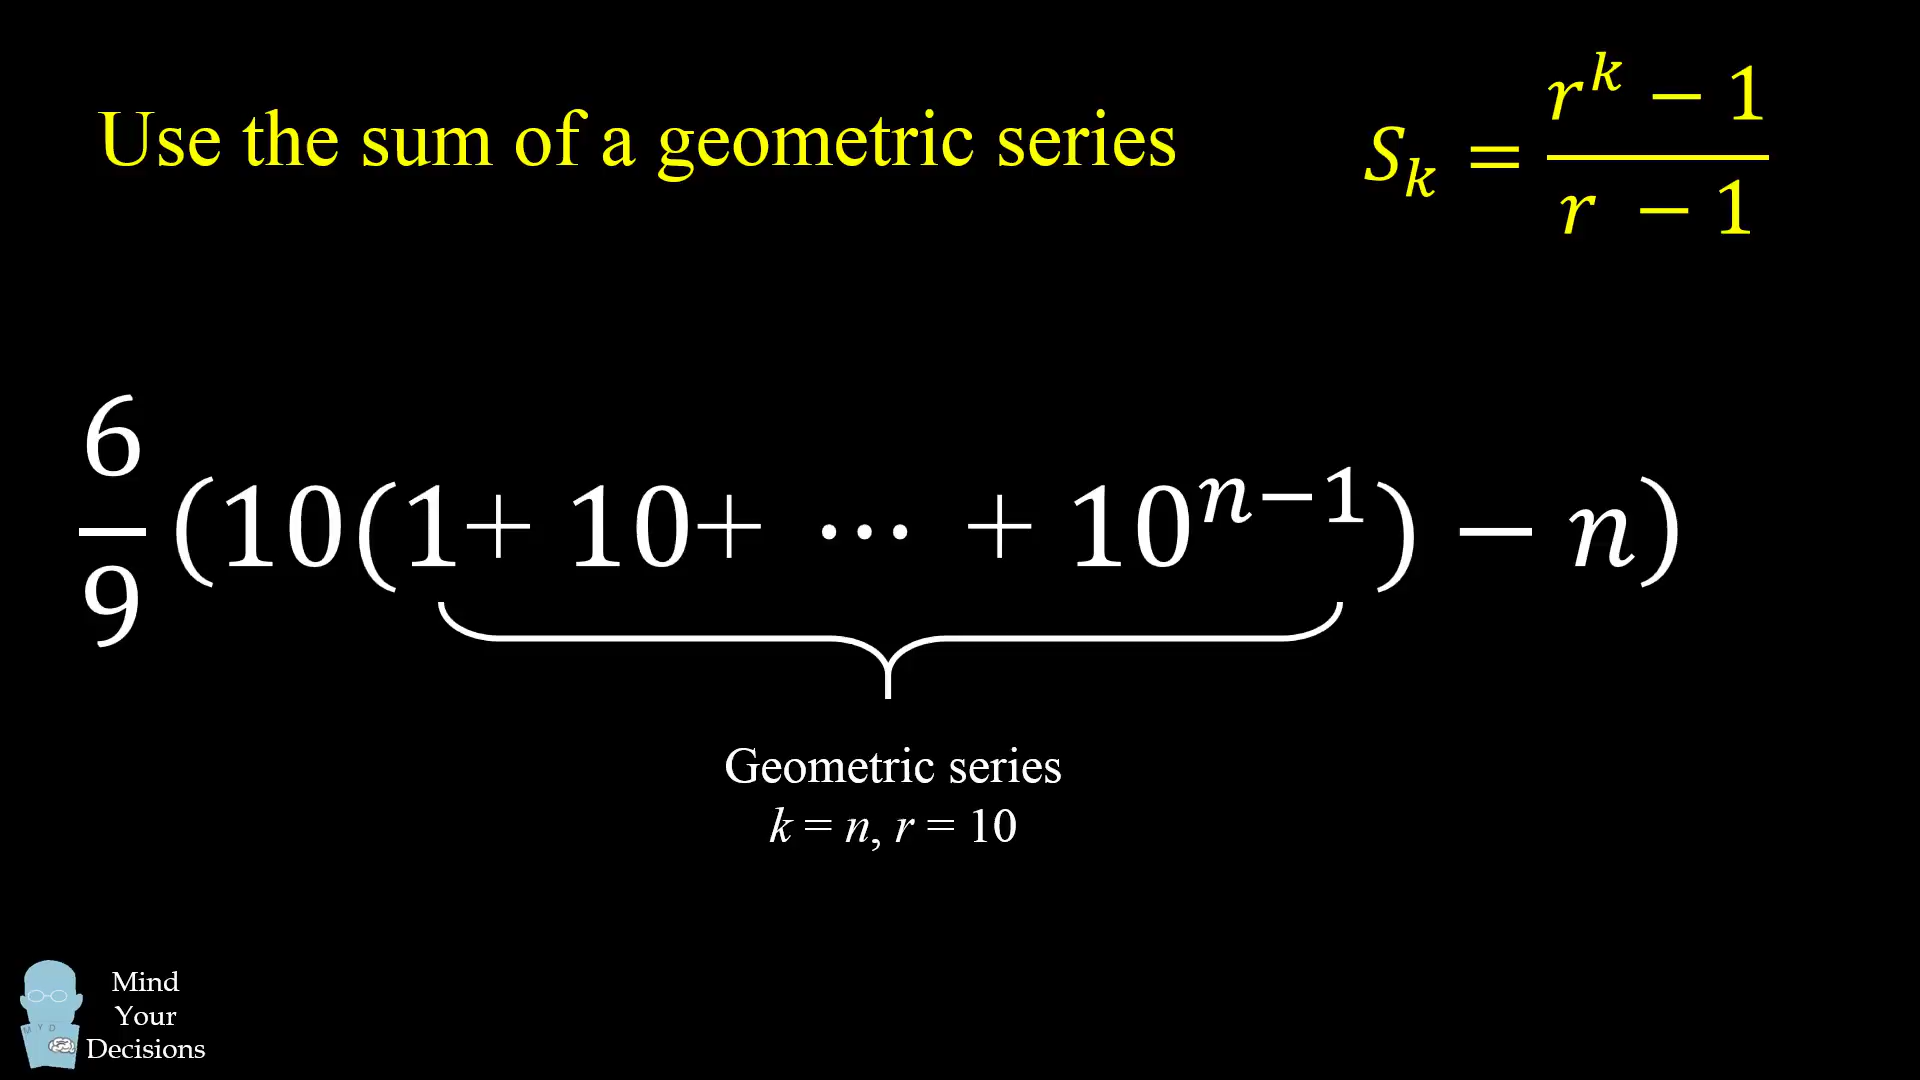 Use the sum of a geometric series
S_k = (r^k − 1)/(r − 1)
6/9 (10(1+ 10+ ⋯ + 10^{n−1}) − n)
Geometric series
k = n, r = 10
M Y D
Mind
Your
Decisions